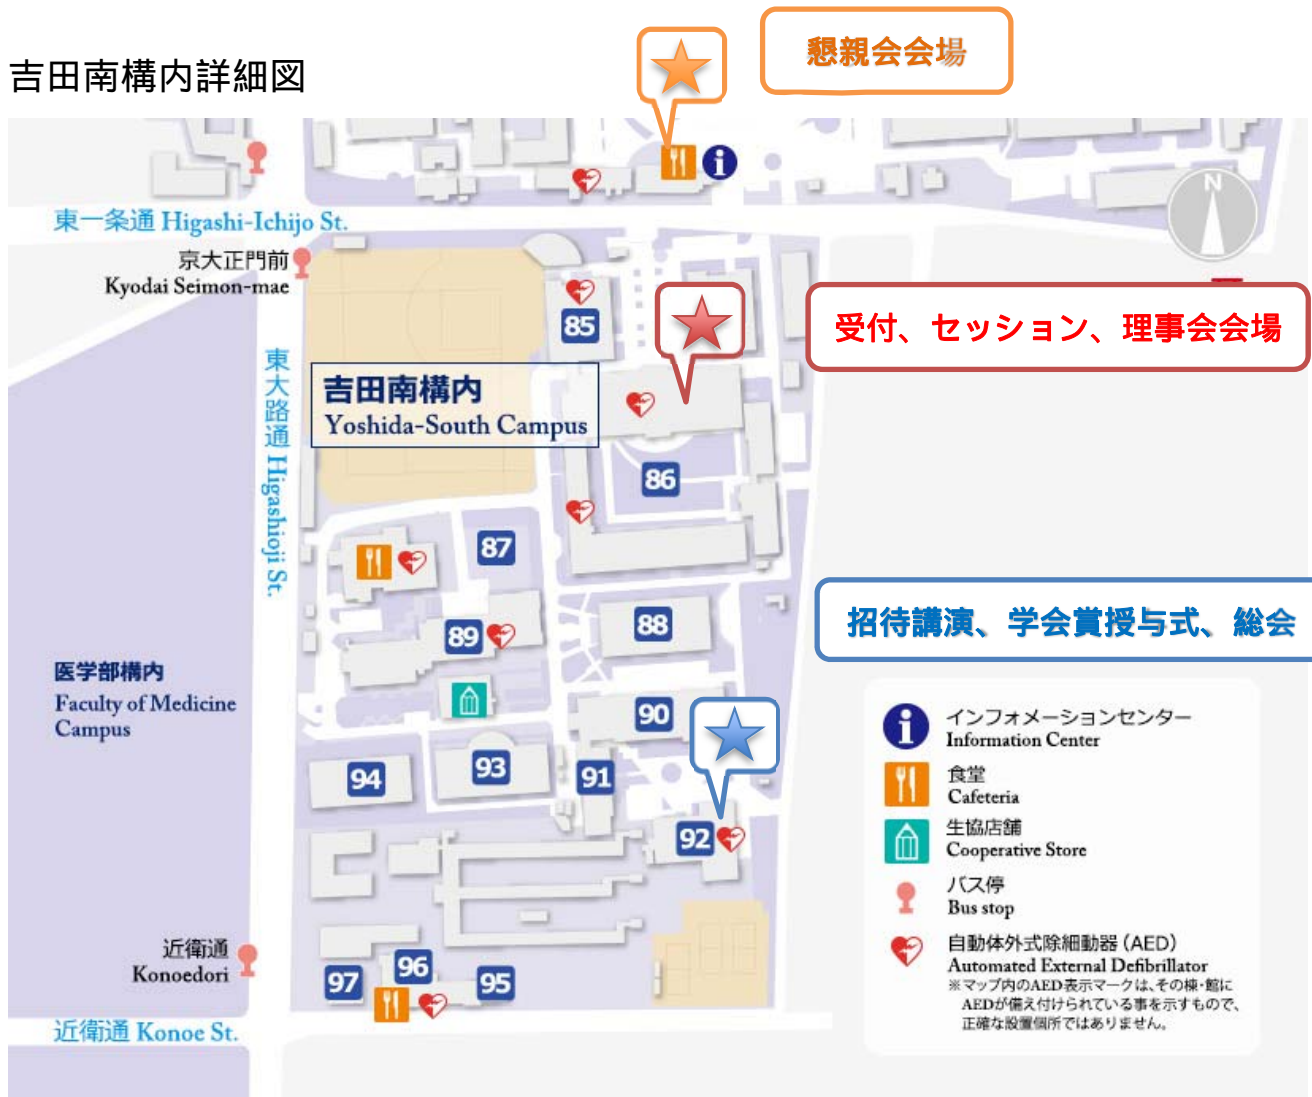 吉田南構内詳細図
懇親会会場
東一条通 Higashi-Ichijo St.
京大正門前
Kyodai Seimon-mae
N
85
受付、セッション、理事会会場
東大路通 Higashioji St.
吉田南構内
Yoshida-South Campus
86
87
88
89
招待講演、学会賞授与式、総会
医学部構内
Faculty of Medicine
Campus
90
91
92
93
94
インフォメーションセンター
Information Center
食堂
Cafeteria
生協店舗
Cooperative Store
バス停
Bus stop
自動体外式除細動器（AED）
Automated External Defibrillator
※マップ内のAED表示マークは、その棟・館に
AEDが備え付けられている事を示すもので、
正確な設置個所ではありません。
近衛通
Konoedori
97
96
95
近衛通 Konoe St.